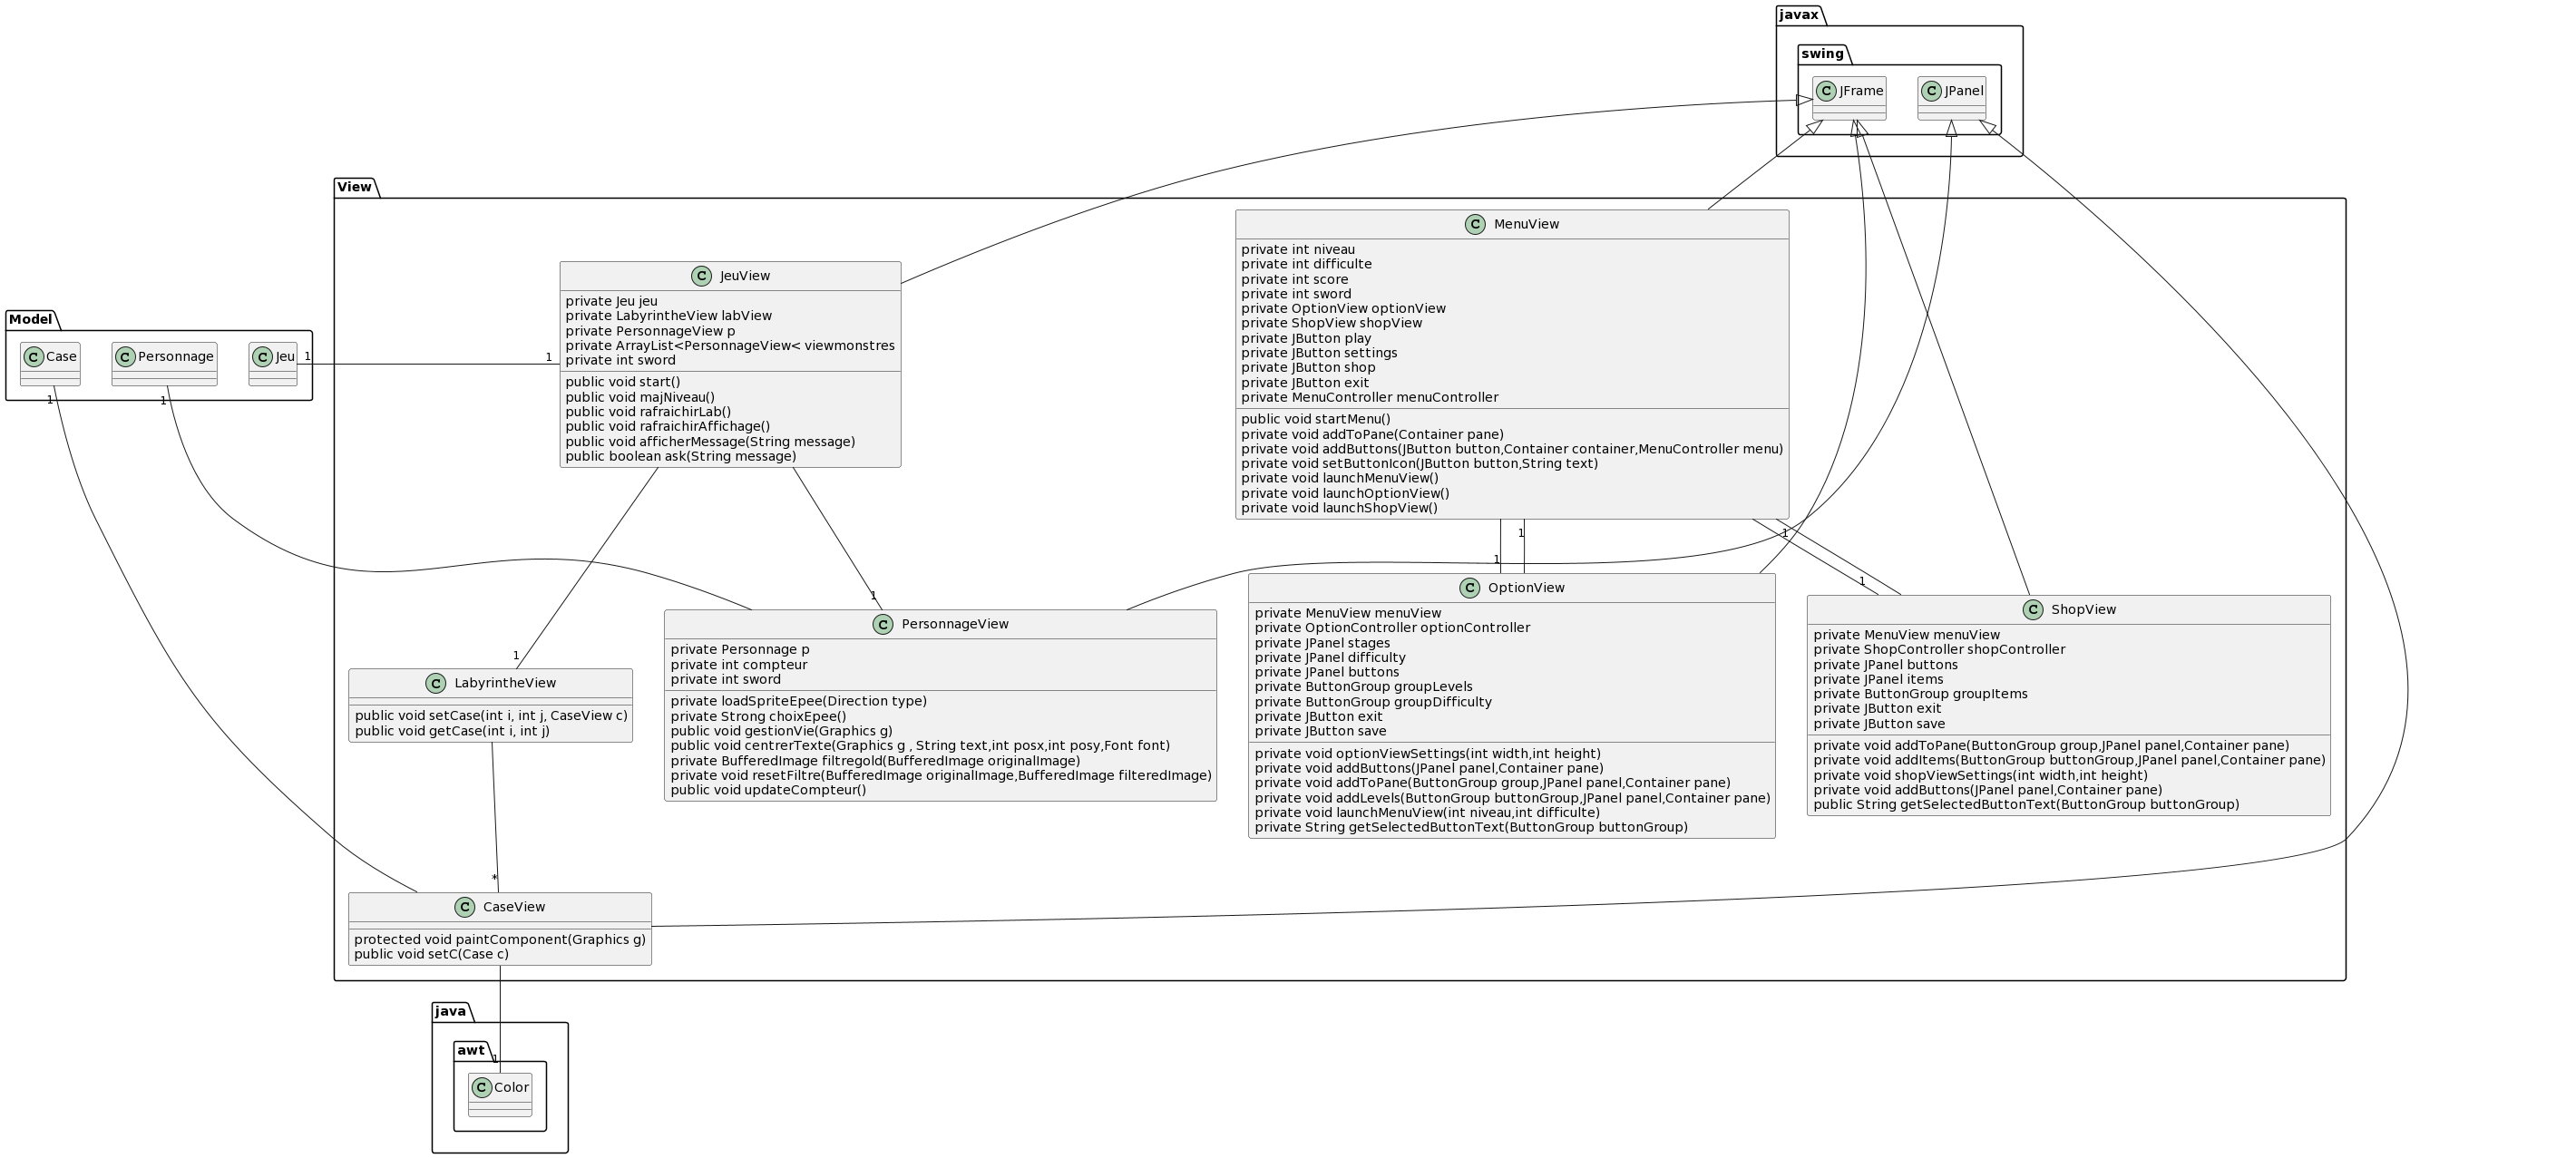 javax
swing
C JFrame
C JPanel
View
C MenuView
private int niveau
private int difficulte
private int score
private int sword
private OptionView optionView
private ShopView shopView
private JButton play
private JButton settings
private JButton shop
private JButton exit
private MenuController menuController
public void startMenu()
private void addToPane(Container pane)
private void addButtons(JButton button,Container container,MenuController menu)
private void setButtonIcon(JButton button,String text)
private void launchMenuView()
private void launchOptionView()
private void launchShopView()
C JeuView
private Jeu jeu
private LabyrintheView labView
private PersonnageView p
private ArrayList<PersonnageView< viewmonstres
private int sword
public void start()
public void majNiveau()
public void rafraichirLab()
public void rafraichirAffichage()
public void afficherMessage(String message)
public boolean ask(String message)
Model
C Case
C Personnage
C Jeu
1
1
1
1
1
1
1
1
1
1
C OptionView
private MenuView menuView
private OptionController optionController
private JPanel stages
private JPanel difficulty
private JPanel buttons
private ButtonGroup groupLevels
private ButtonGroup groupDifficulty
private JButton exit
private JButton save
private void optionViewSettings(int width,int height)
private void addButtons(JPanel panel,Container pane)
private void addToPane(ButtonGroup group,JPanel panel,Container pane)
private void addLevels(ButtonGroup buttonGroup,JPanel panel,Container pane)
private void launchMenuView(int niveau,int difficulte)
private String getSelectedButtonText(ButtonGroup buttonGroup)
C ShopView
private MenuView menuView
private ShopController shopController
private JPanel buttons
private JPanel items
private ButtonGroup groupItems
private JButton exit
private JButton save
private void addToPane(ButtonGroup group,JPanel panel,Container pane)
private void addItems(ButtonGroup buttonGroup,JPanel panel,Container pane)
private void shopViewSettings(int width,int height)
private void addButtons(JPanel panel,Container pane)
public String getSelectedButtonText(ButtonGroup buttonGroup)
C PersonnageView
private Personnage p
private int compteur
private int sword
private loadSpriteEpee(Direction type)
private Strong choixEpee()
public void gestionVie(Graphics g)
public void centrerTexte(Graphics g , String text,int posx,int posy,Font font)
private BufferedImage filtregold(BufferedImage originalImage)
private void resetFiltre(BufferedImage originalImage,BufferedImage filteredImage)
public void updateCompteur()
C LabyrintheView
public void setCase(int i, int j, CaseView c)
public void getCase(int i, int j)
*
C CaseView
protected void paintComponent(Graphics g)
public void setC(Case c)
java
awt
1
C Color